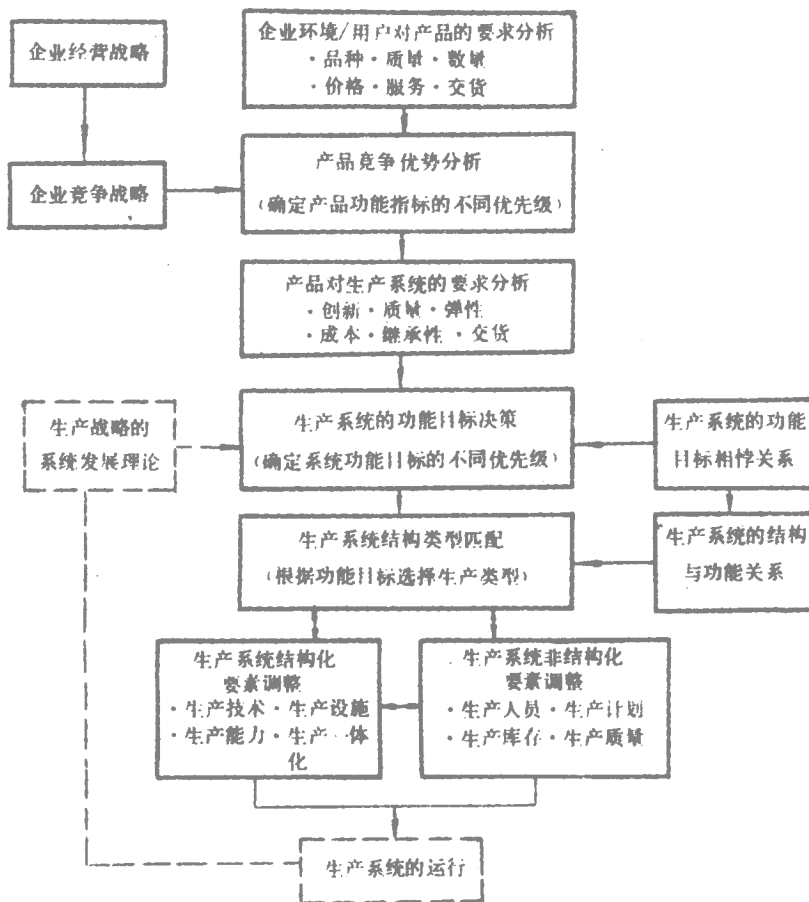 企业经营战略
企业环境/用户对产品的要求分析
·品种·质量·数量
·价格·服务·交货
企业竞争战略
产品竞争优势分析
(确定产品功能指标的不同优先级)
产品对生产系统的要求分析
·创新·质量·弹性
·成本·继承性·交货
生产战略的
系统发展理论
生产系统的功能目标决策
(确定系统功能目标的不同优先级)
生产系统的功能
目标相悖关系
生产系统结构类型匹配
(根据功能目标选择生产类型)
生产系统的结构
与功能关系
生产系统结构化
要素调整
·生产技术·生产设施
·生产能力·生产一体
化
生产系统非结构化
要素调整
·生产人员·生产计划
·生产库存·生产质量
生产系统的运行